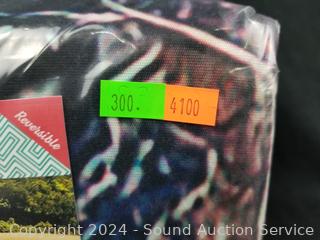 300.
4100
Reversible
Copyright 2024 - Sound Auction Service